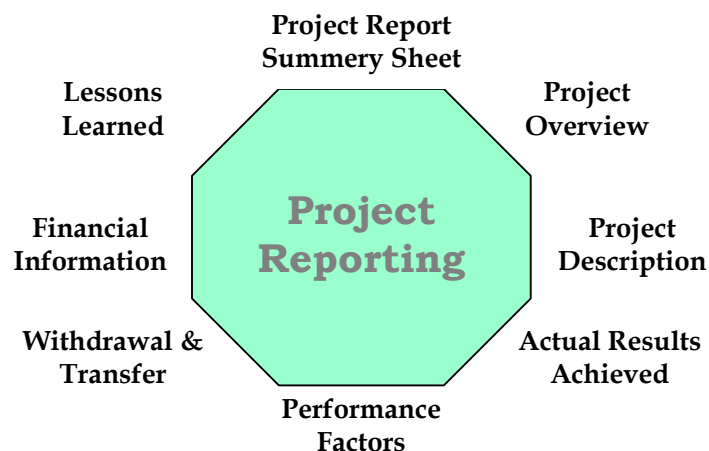 Project Report
Summery Sheet
Project
Overview
Project
Description
Actual Results
Achieved
Performance
Factors
Withdrawal &
Transfer
Financial
Information
Lessons
Learned
Project
Reporting